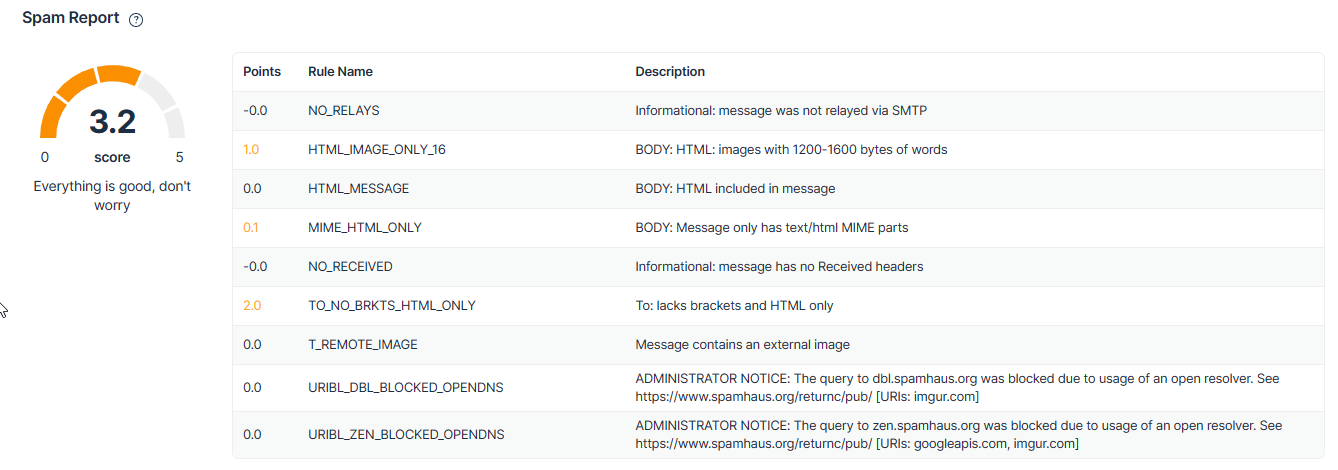 Spam Report ?
3.2
0 score 5
Everything is good, don't
worry
Points Rule Name Description
-0.0 NO_RELAYS Informational: message was not relayed via SMTP
1.0 HTML_IMAGE_ONLY_16 BODY: HTML: images with 1200-1600 bytes of words
0.0 HTML_MESSAGE BODY: HTML included in message
0.1 MIME_HTML_ONLY BODY: Message only has text/html MIME parts
-0.0 NO_RECEIVED Informational: message has no Received headers
2.0 TO_NO_BRKTS_HTML_ONLY To: lacks brackets and HTML only
0.0 T_REMOTE_IMAGE Message contains an external image
0.0 URIBL_DBL_BLOCKED_OPENDNS ADMINISTRATOR NOTICE: The query to dbl.spamhaus.org was blocked due to usage of an open resolver. See
https://www.spamhaus.org/returnc/pub/ [URIs: imgur.com]
0.0 URIBL_ZEN_BLOCKED_OPENDNS ADMINISTRATOR NOTICE: The query to zen.spamhaus.org was blocked due to usage of an open resolver. See
https://www.spamhaus.org/returnc/pub/ [URIs: googleapis.com, imgur.com]